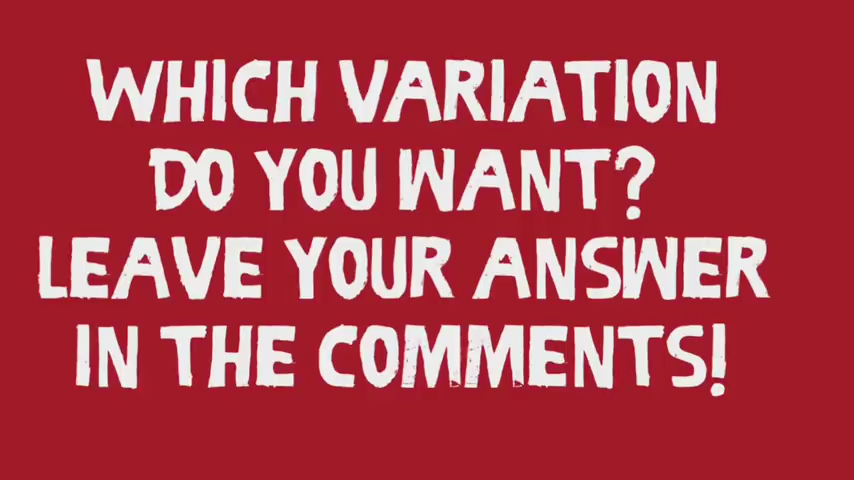 WHICH VARIATION
DO YOU WANT?
LEAVE YOUR ANSWER
IN THE COMMENTS!